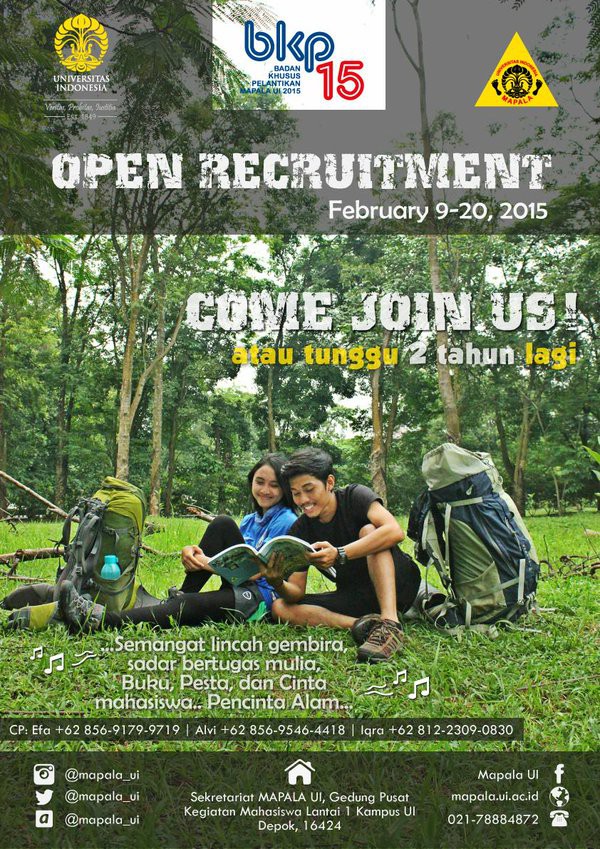 UNIVERSITAS
INDONESIA
Veritas, Probitas, Iustitia
EST. 1849
bkp
15
BADAN
KHUSUS
PELANTIKAN
MAPALA UI 2015
UNIVERSITAS INDONESIA
MAPALA
OPEN RECRUITMENT
February 9-20, 2015
COME JOIN US!
atau tunggu 2 tahun lagi
...Semangat lincah gembira,
sadar bertugas mulia,
Buku, Pesta, dan Cinta
mahasiswa.. Pencinta Alam...
CP: Efa +62 856-9179-9719 | Alvi +62 856-9546-4418 | Iqra +62 812-2309-0830
@mapala_ui
@mapala_ui
@mapala_ui
Sekretariat MAPALA UI, Gedung Pusat
Kegiatan Mahasiswa Lantai 1 Kampus UI
Depok, 16424
Mapala UI
mapala.ui.ac.id
021-78884872